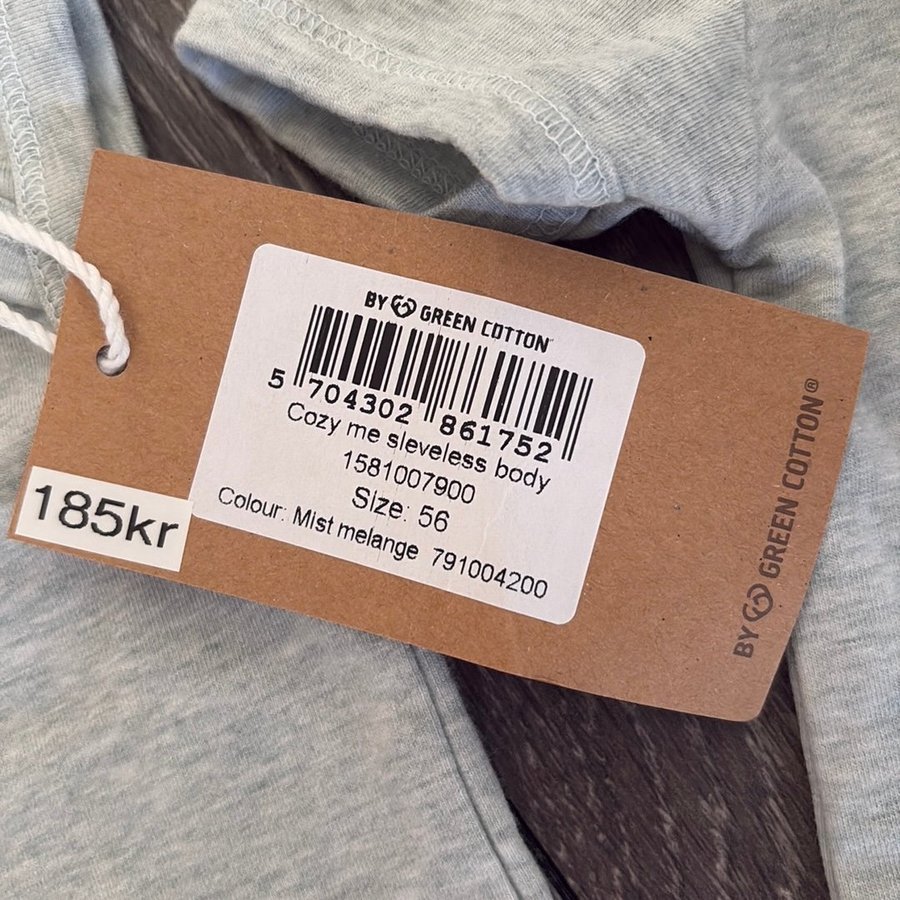 BY GREEN COTTON
5 704302 861752
Cozy me sleveless body
1581007900
Size: 56
Colour: Mist melange 791004200
185kr
BY GREEN COTTON®